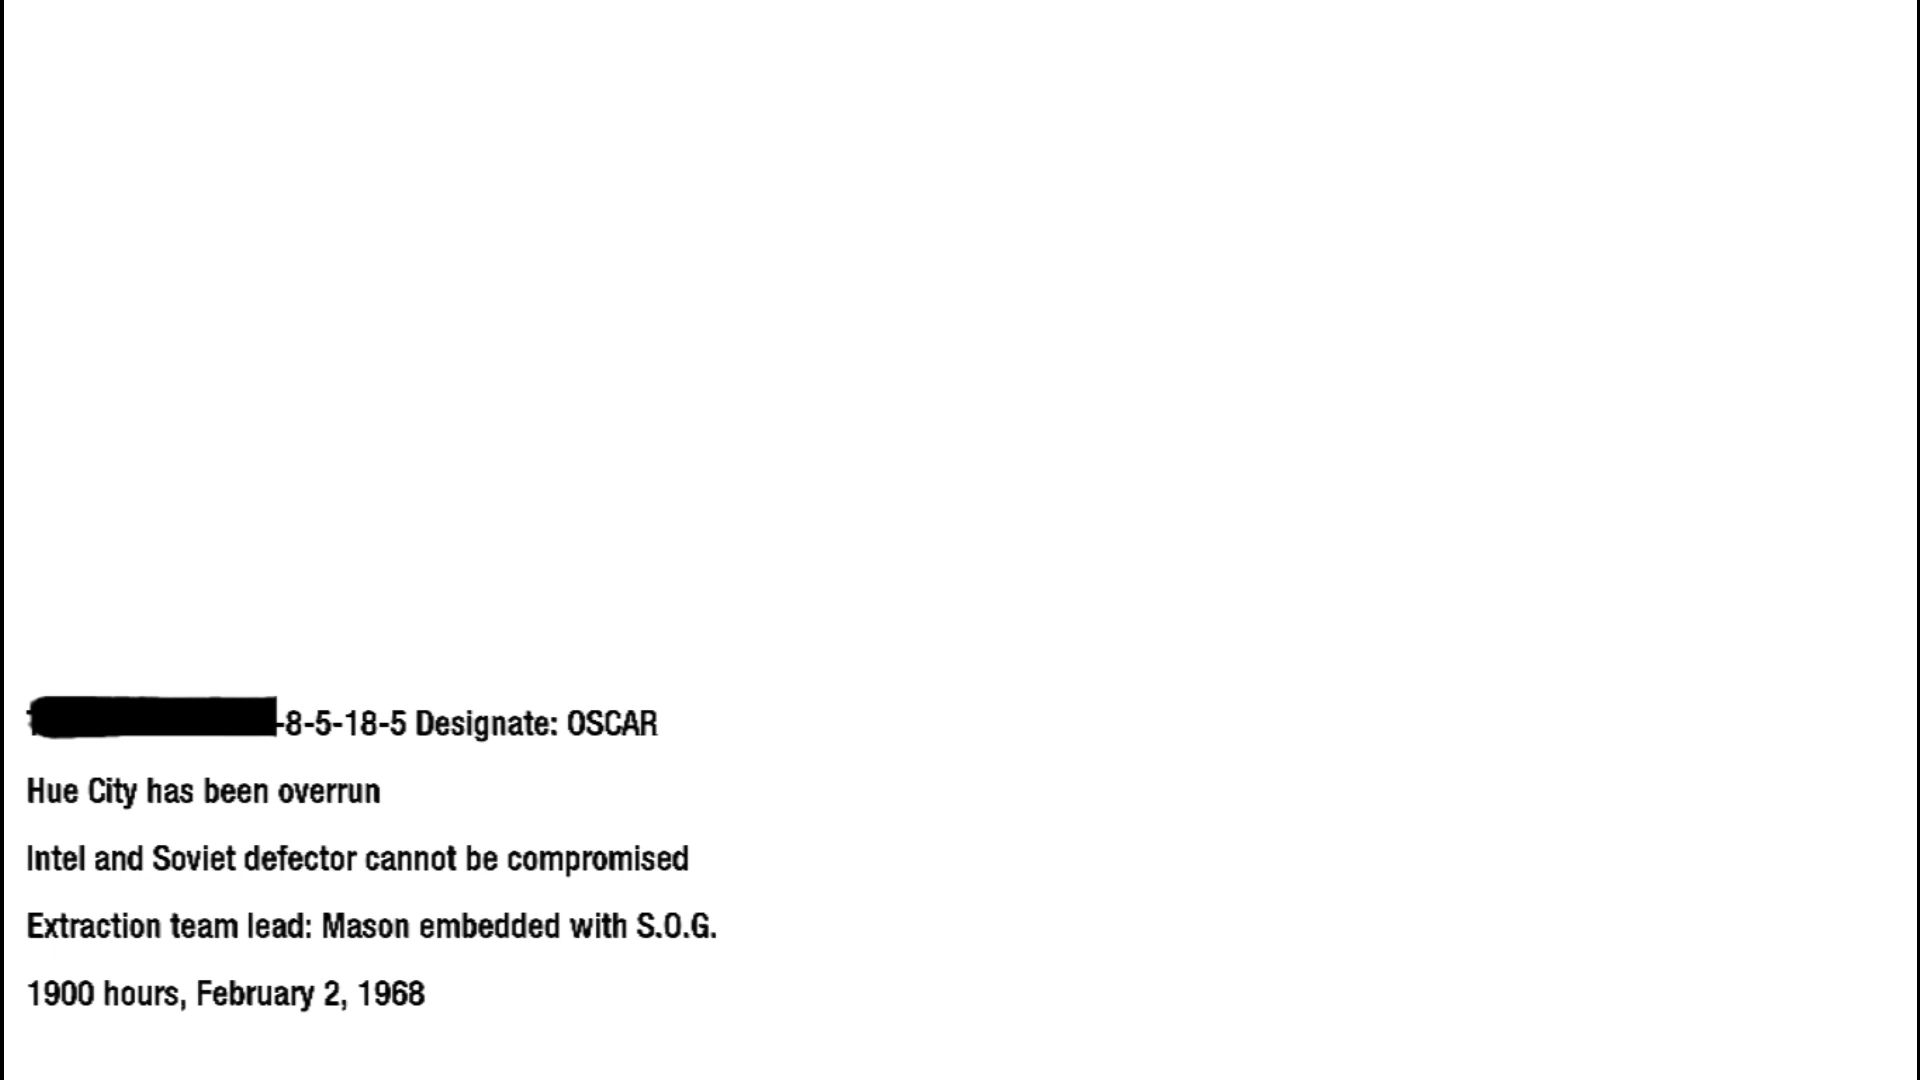 -8-5-18-5 Designate: OSCAR
Hue City has been overrun
Intel and Soviet defector cannot be compromised
Extraction team lead: Mason embedded with S.O.G.
1900 hours, February 2, 1968